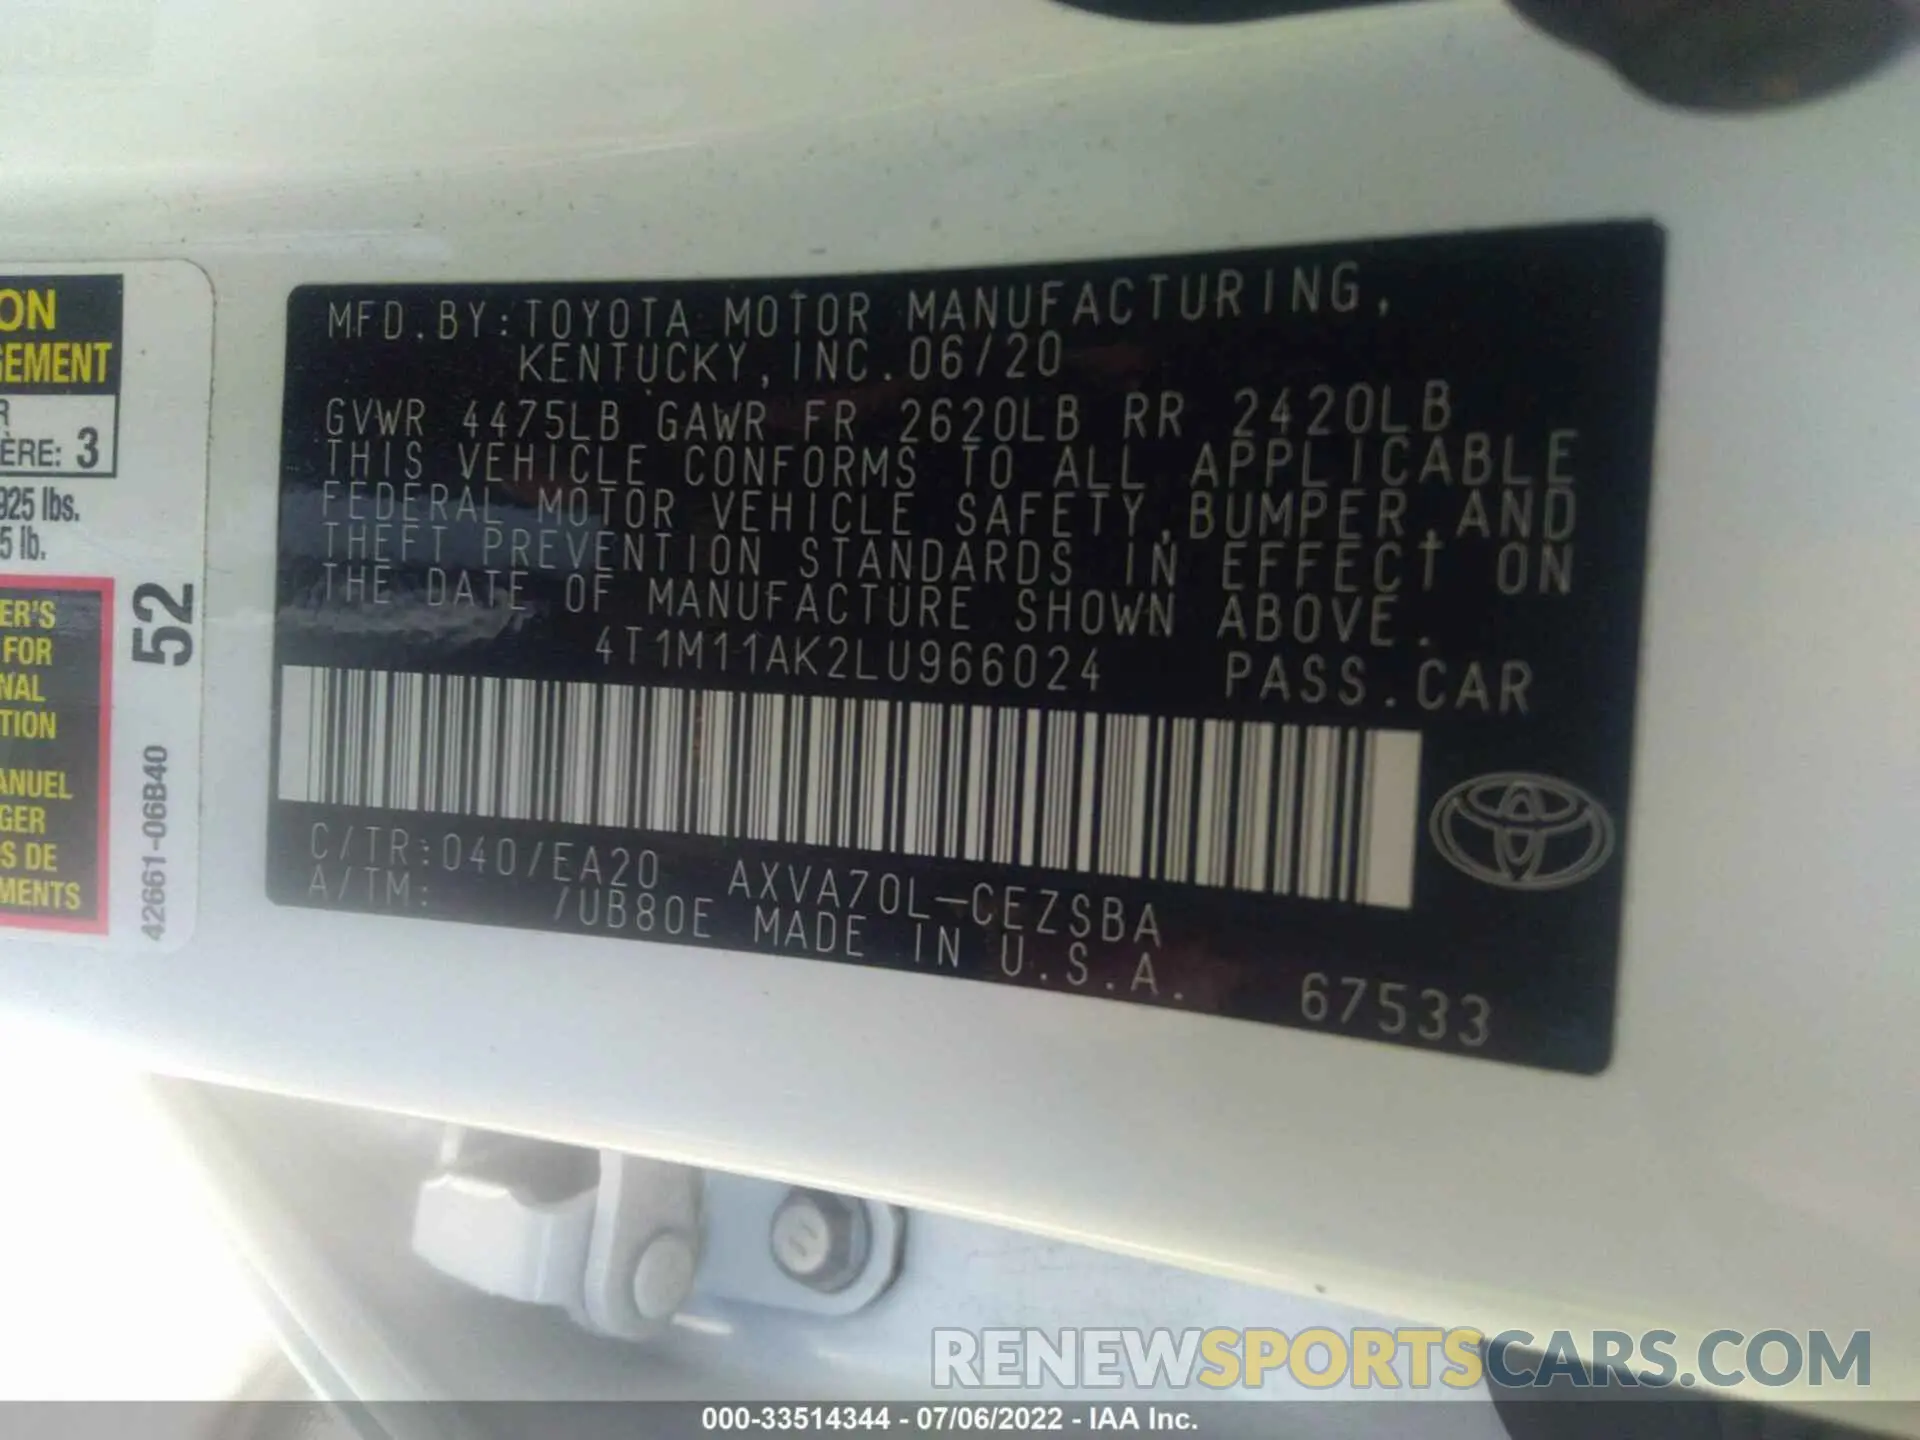 ON
GEMENT
R
ÈRE: 3
925 lbs.
5 lb.
ER'S
FOR
NAL
TION
ANUEL
GER
S DE
MENTS
52
42661-06B40
MFD.BY:TOYOTA MOTOR MANUFACTURING,
KENTUCKY, INC.06/20
GVWR 4475LB GAWR FR 2620LB RR 2420LB
THIS VEHICLE CONFORMS TO ALL APPLICABLE
FEDERAL MOTOR VEHICLE SAFETY,BUMPER,AND
THEFT PREVENTION STANDARDS IN EFFECT ON
THE DATE OF MANUFACTURE SHOWN ABOVE.
4T1M11AK2LU966024 PASS.CAR
C/TR:040/EA20 AXVA70L-CEZSBA
A/TM: /UB80E MADE IN U.S.A.
67533
RENEWSPORTSCARS.COM
000-33514344 - 07/06/2022 - IAA Inc.